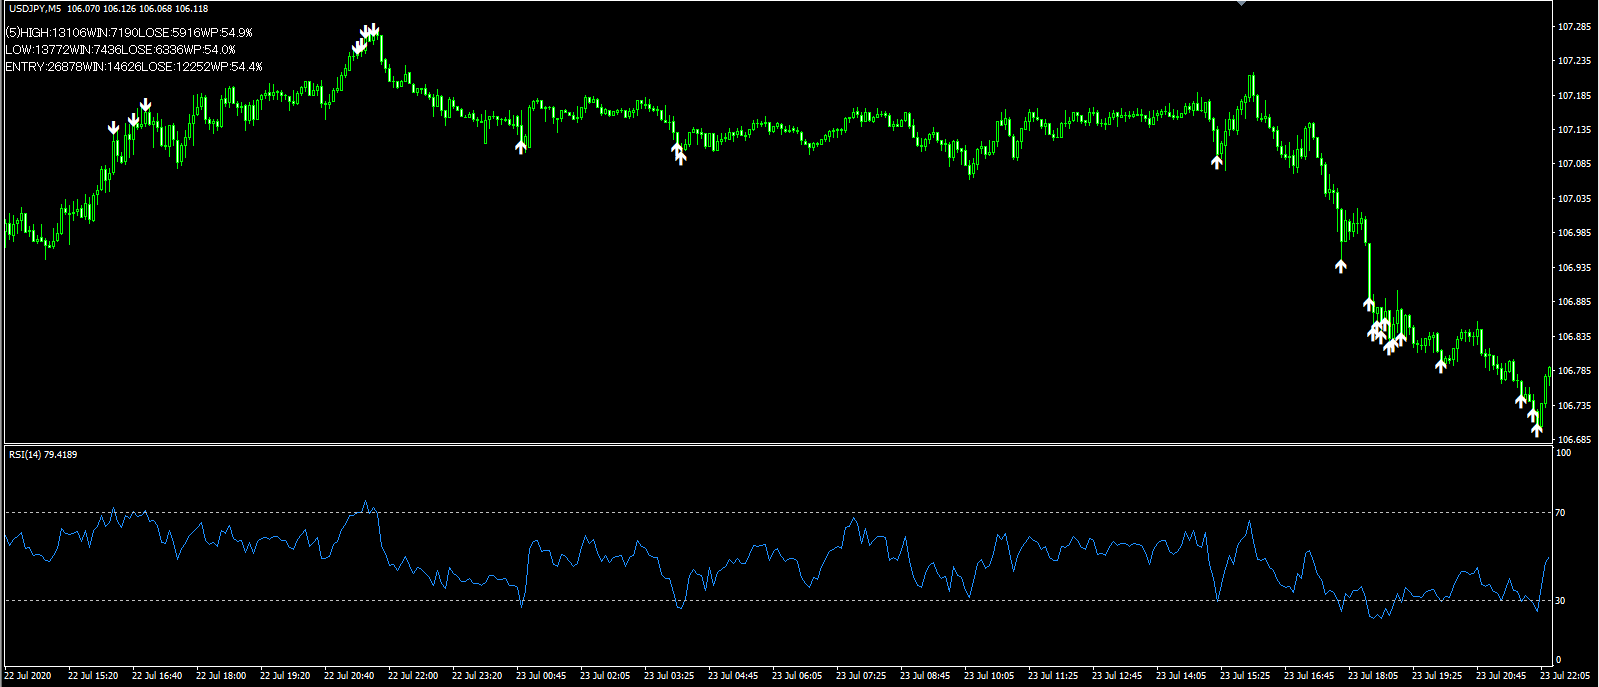 USDJPY,M5 106.070 106.126 106.068 106.118
(5)HIGH:13106WIN:7190LOSE:5916WP:54.9%
LOW:13772WIN:7436LOSE:6336WP:54.0%
ENTRY:26878WIN:14626LOSE:12252WP:54.4%
107.285
107.235
107.185
107.135
107.085
107.035
106.985
106.935
106.885
106.835
106.785
106.735
106.685
RSI(14) 79.4189
100
70
30
0
22 Jul 2020
22 Jul 15:20
22 Jul 16:40
22 Jul 18:00
22 Jul 19:20
22 Jul 20:40
22 Jul 22:00
22 Jul 23:20
23 Jul 00:45
23 Jul 02:05
23 Jul 03:25
23 Jul 04:45
23 Jul 06:05
23 Jul 07:25
23 Jul 08:45
23 Jul 10:05
23 Jul 11:25
23 Jul 12:45
23 Jul 14:05
23 Jul 15:25
23 Jul 16:45
23 Jul 18:05
23 Jul 19:25
23 Jul 20:45
23 Jul 22:05